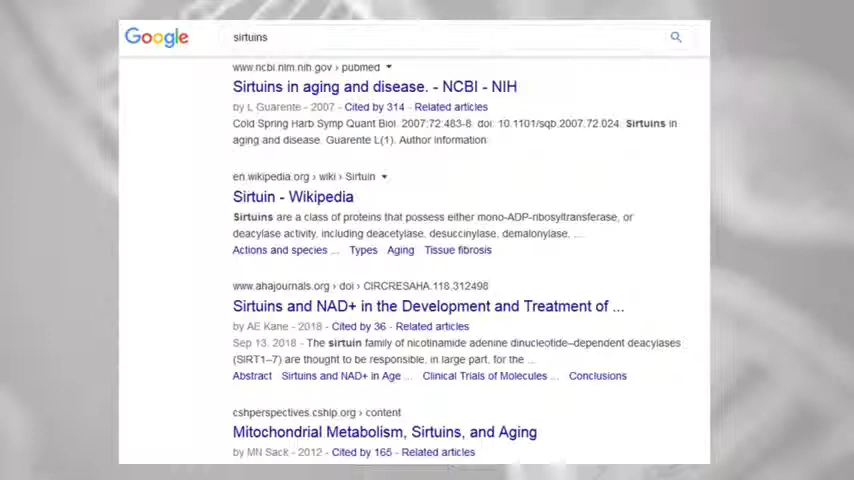 Google
sirtuins
www.ncbi.nlm.nih.gov › pubmed
Sirtuins in aging and disease. - NCBI - NIH
by L Guarente - 2007 - Cited by 314 - Related articles
Cold Spring Harb Symp Quant Biol. 2007;72:483-8. doi: 10.1101/sqb.2007.72.024. Sirtuins in
aging and disease. Guarente L(1). Author information:
en.wikipedia.org › wiki › Sirtuin
Sirtuin - Wikipedia
Sirtuins are a class of proteins that possess either mono-ADP-ribosyltransferase, or
deacylase activity, including deacetylase, desuccinylase, demalonylase, ...
Actions and species ... Types Aging Tissue fibrosis
www.ahajournals.org › doi › CIRCRESAHA.118.312498
Sirtuins and NAD+ in the Development and Treatment of ...
by AE Kane - 2018 - Cited by 36 - Related articles
Sep 13, 2018 - The sirtuin family of nicotinamide adenine dinucleotide–dependent deacylases
(SIRT1–7) are thought to be responsible, in large part, for the ...
Abstract Sirtuins and NAD+ in Age ... Clinical Trials of Molecules ... Conclusions
cshperspectives.cship.org › content
Mitochondrial Metabolism, Sirtuins, and Aging
by MN Sack - 2012 - Cited by 165 - Related articles